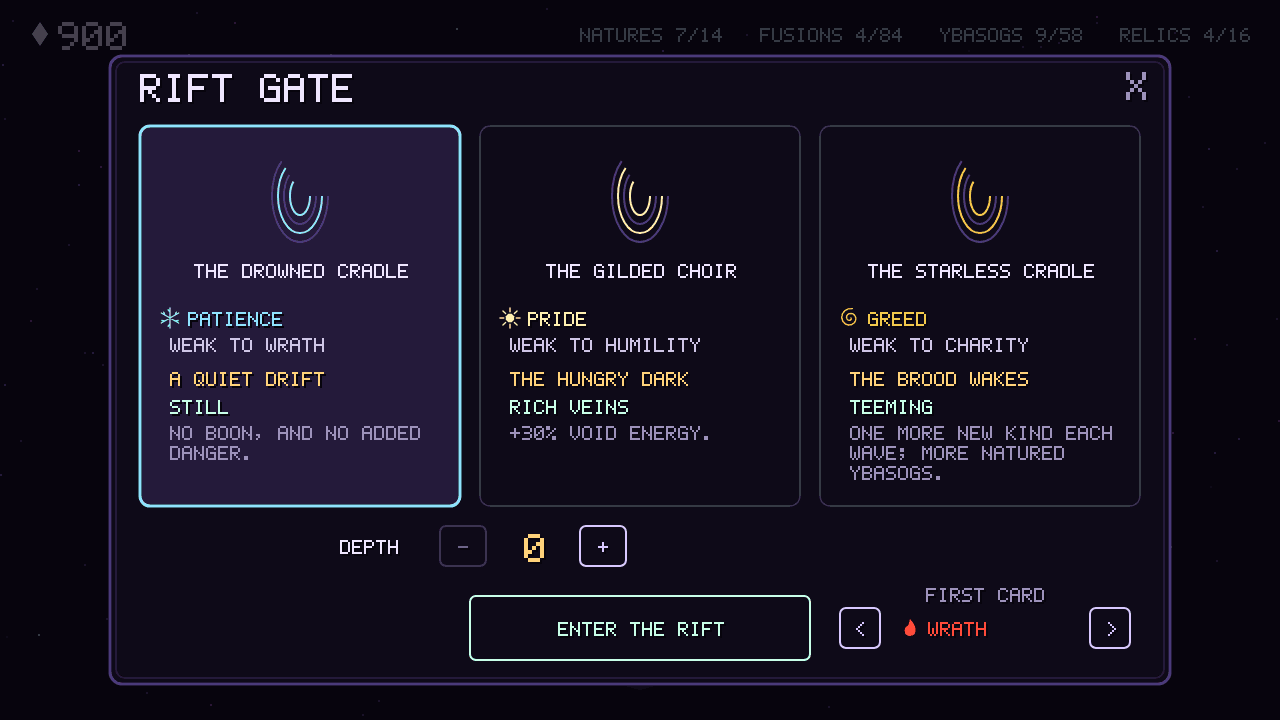 900
NATURES 7/14 FUSIONS 4/84 YBASOGS 9/58 RELICS 4/16
RIFT GATE
X
THE DROWNED CRADLE
PATIENCE
WEAK TO WRATH
A QUIET DRIFT
STILL
NO BOON, AND NO ADDED
DANGER.
THE GILDED CHOIR
PRIDE
WEAK TO HUMILITY
THE HUNGRY DARK
RICH VEINS
+30% VOID ENERGY.
THE STARLESS CRADLE
GREED
WEAK TO CHARITY
THE BROOD WAKES
TEEMING
ONE MORE NEW KIND EACH
WAVE; MORE NATURED
YBASOGS.
DEPTH - 0 +
ENTER THE RIFT
FIRST CARD
< WRATH >